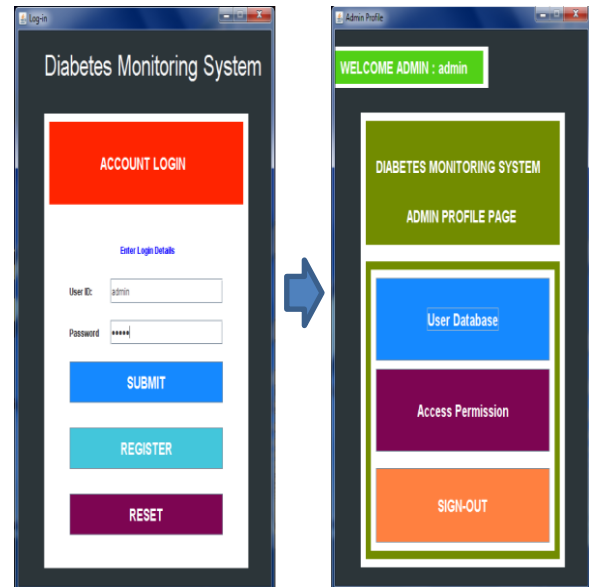 Log-in
Diabetes Monitoring System
ACCOUNT LOGIN
Enter Login Details
User ID: admin
Password •••••
SUBMIT
REGISTER
RESET
Admin Profile
WELCOME ADMIN : admin
DIABETES MONITORING SYSTEM
ADMIN PROFILE PAGE
User Database
Access Permission
SIGN-OUT